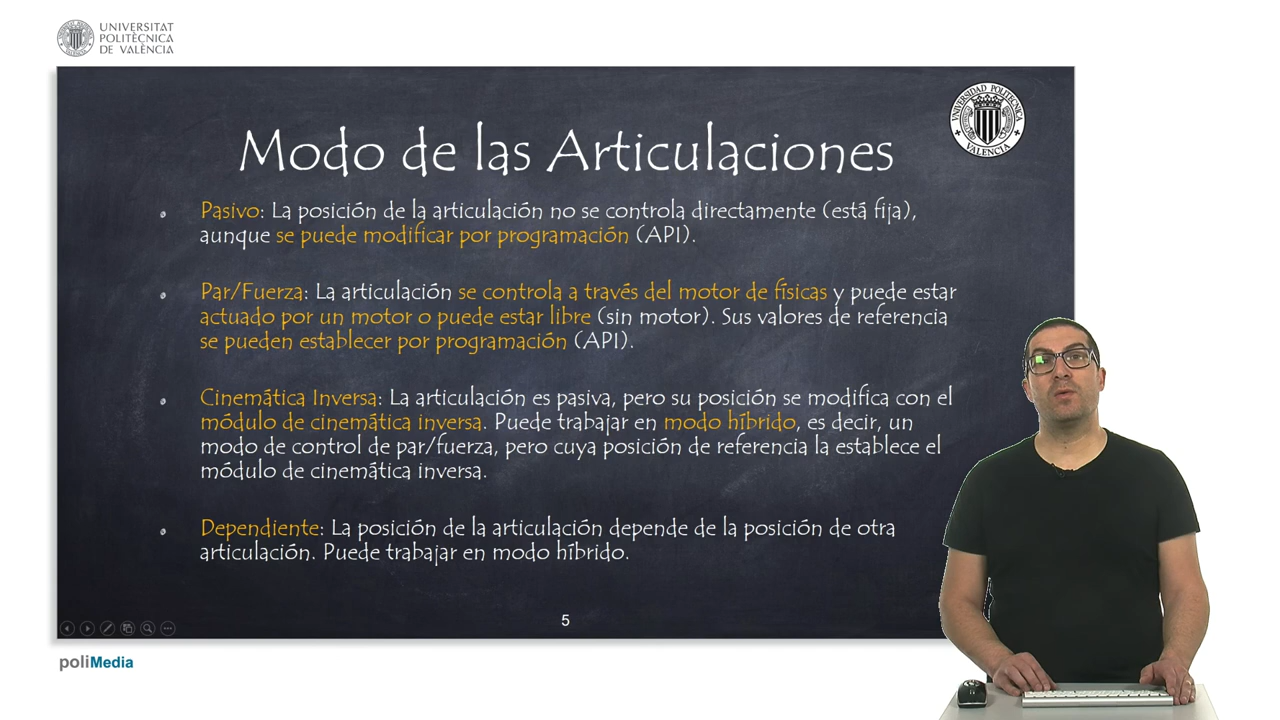 UNIVERSITAT
POLITÈCNICA
DE VALÈNCIA
UNIVERSIDAD POLITECNICA
VALENCIA
Modo de las Articulaciones
Pasivo: La posición de la articulación no se controla directamente (está fija),
aunque se puede modificar por programación (API).
Par/Fuerza: La articulación se controla a través del motor de físicas y puede estar
actuado por un motor o puede estar libre (sin motor). Sus valores de referencia
se pueden establecer por programación (API).
Cinemática Inversa: La articulación es pasiva, pero su posición se modifica con el
módulo de cinemática inversa. Puede trabajar en modo híbrido, es decir, un
modo de control de par/fuerza, pero cuya posición de referencia la establece el
módulo de cinemática inversa.
Dependiente: La posición de la articulación depende de la posición de otra
articulación. Puede trabajar en modo híbrido.
5
poliMedia